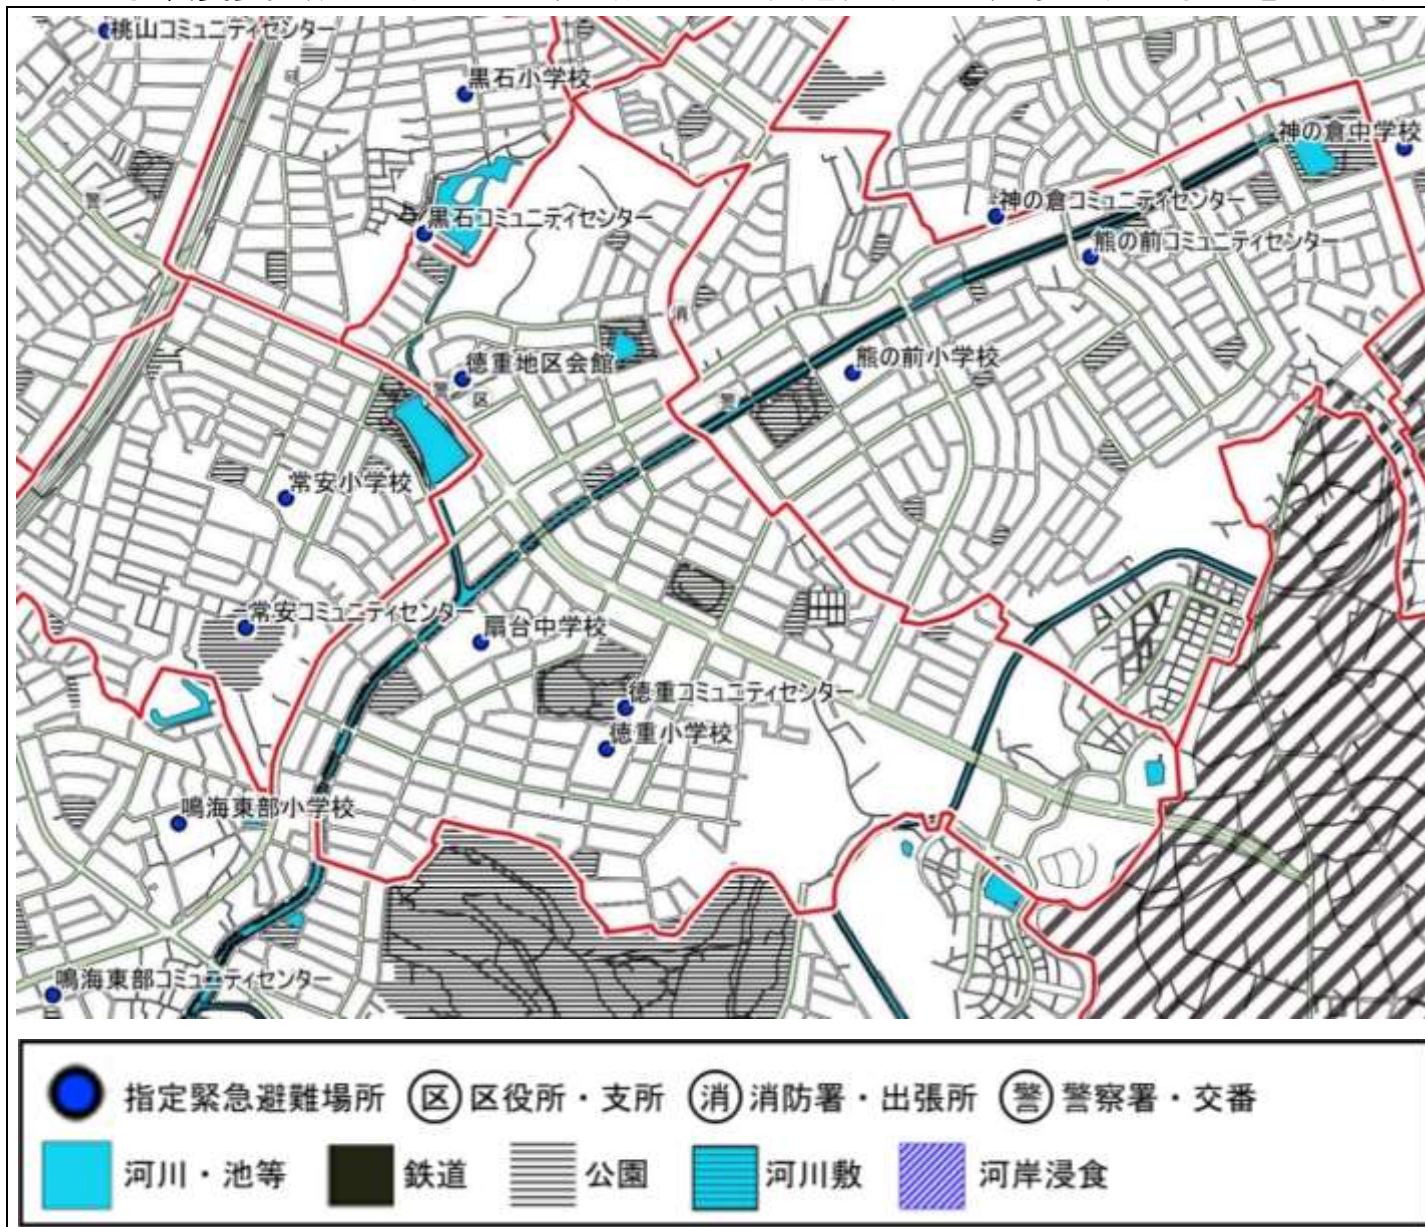 桃山コミュニティセンター
黒石小学校
神の倉中学校
警
黒石コミュニティセンター
神の倉コミュニティセンター
熊の前コミュニティセンター
消
徳重地区会館
熊の前小学校
警
区
警
常安小学校
常安コミュニティセンター
扇台中学校
徳重コミュニティセンター
徳重小学校
鳴海東部小学校
鳴海東部コミュニティセンター
指定緊急避難場所 区 区役所・支所 消 消防署・出張所 警 警察署・交番
河川・池等 鉄道 公園 河川敷 河岸浸食